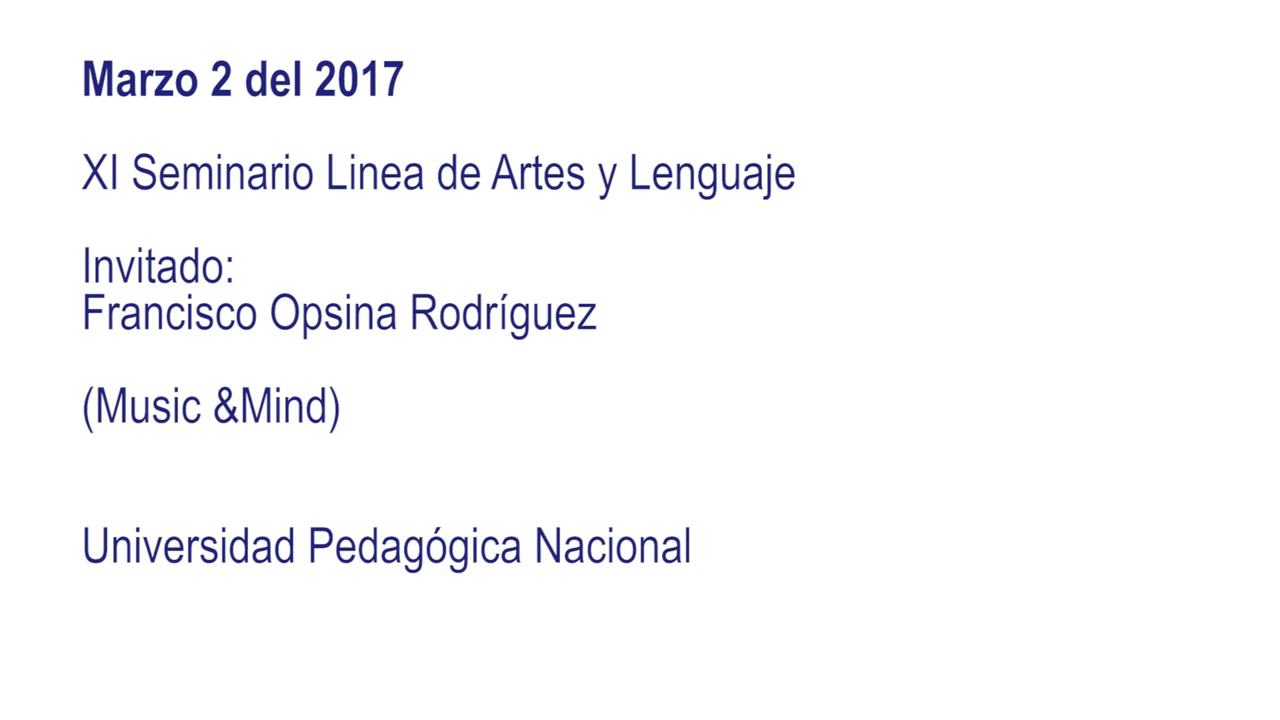 Marzo 2 del 2017
XI Seminario Linea de Artes y Lenguaje
Invitado:
Francisco Opsina Rodríguez
(Music &Mind)
Universidad Pedagógica Nacional